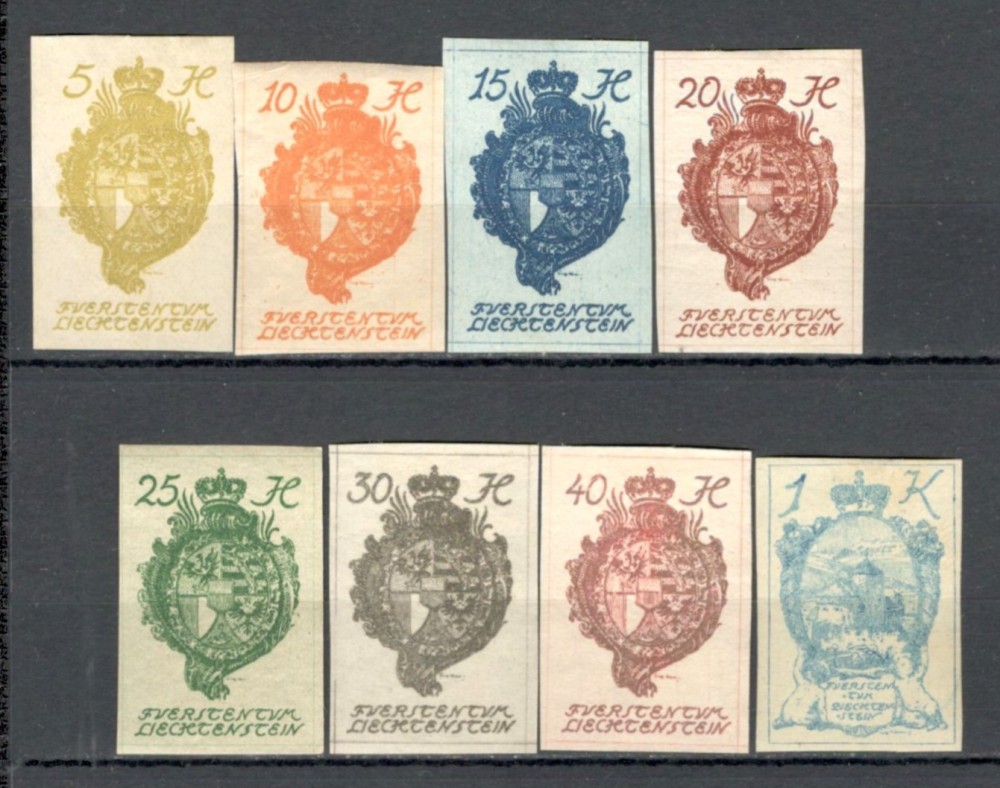 5 H
FVERSTENTVM
LIECHTENSTEIN
10 H
FVERSTENTVM
LIECHTENSTEIN
15 H
FVERSTENTVM
LIECHTENSTEIN
20 H
FVERSTENTVM
LIECHTENSTEIN
25 H
FVERSTENTVM
LIECHTENSTEIN
30 H
FVERSTENTVM
LIECHTENSTEIN
40 H
FVERSTENTVM
LIECHTENSTEIN
1 K
FVERSTEN
·TVM
LIECHTEN
·STEIN